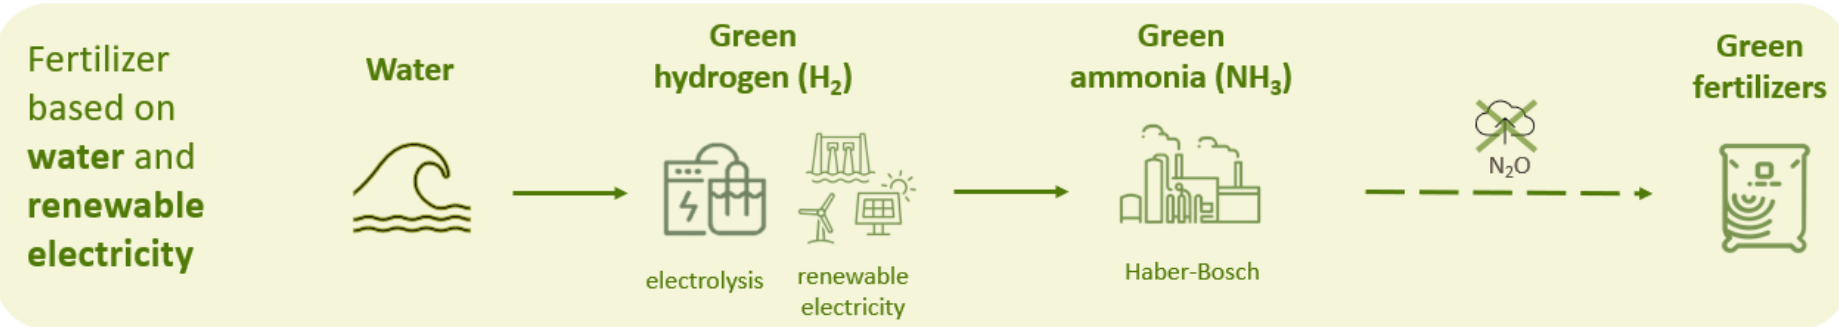 Fertilizer
based on
water and
renewable
electricity
Water
Green
hydrogen (H₂)
electrolysis
renewable
electricity
Green
ammonia (NH₃)
Haber-Bosch
N₂O
Green
fertilizers